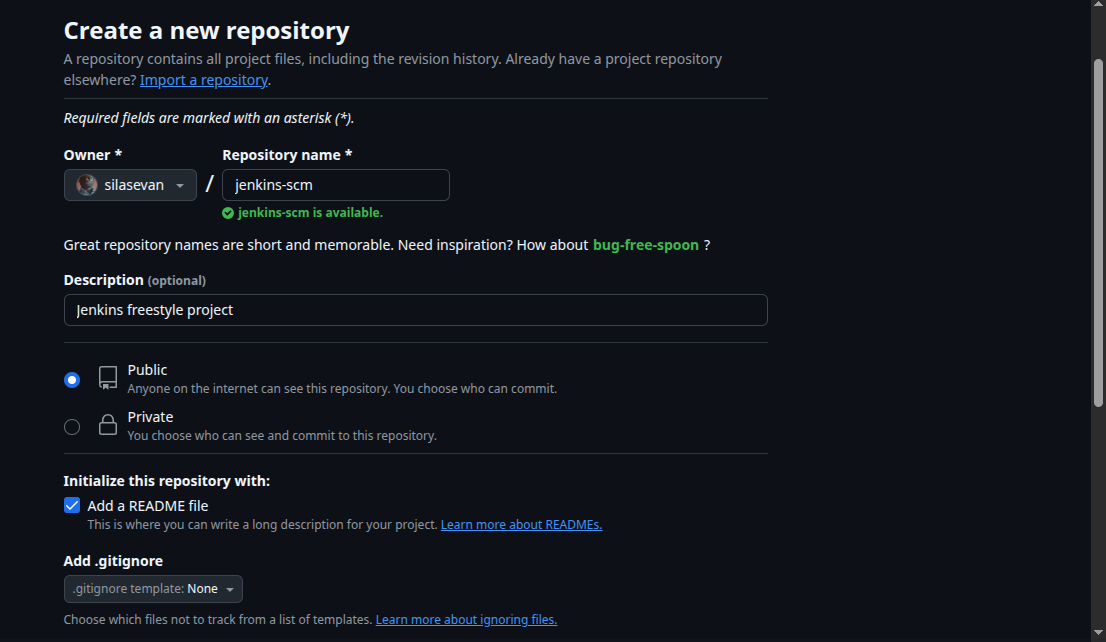 Create a new repository
A repository contains all project files, including the revision history. Already have a project repository
elsewhere? Import a repository.
Required fields are marked with an asterisk (*).
Owner * Repository name *
silasevan / jenkins-scm
jenkins-scm is available.
Great repository names are short and memorable. Need inspiration? How about bug-free-spoon ?
Description (optional)
Jenkins freestyle project
Public
Anyone on the internet can see this repository. You choose who can commit.
Private
You choose who can see and commit to this repository.
Initialize this repository with:
Add a README file
This is where you can write a long description for your project. Learn more about READMEs.
Add .gitignore
.gitignore template: None
Choose which files not to track from a list of templates. Learn more about ignoring files.